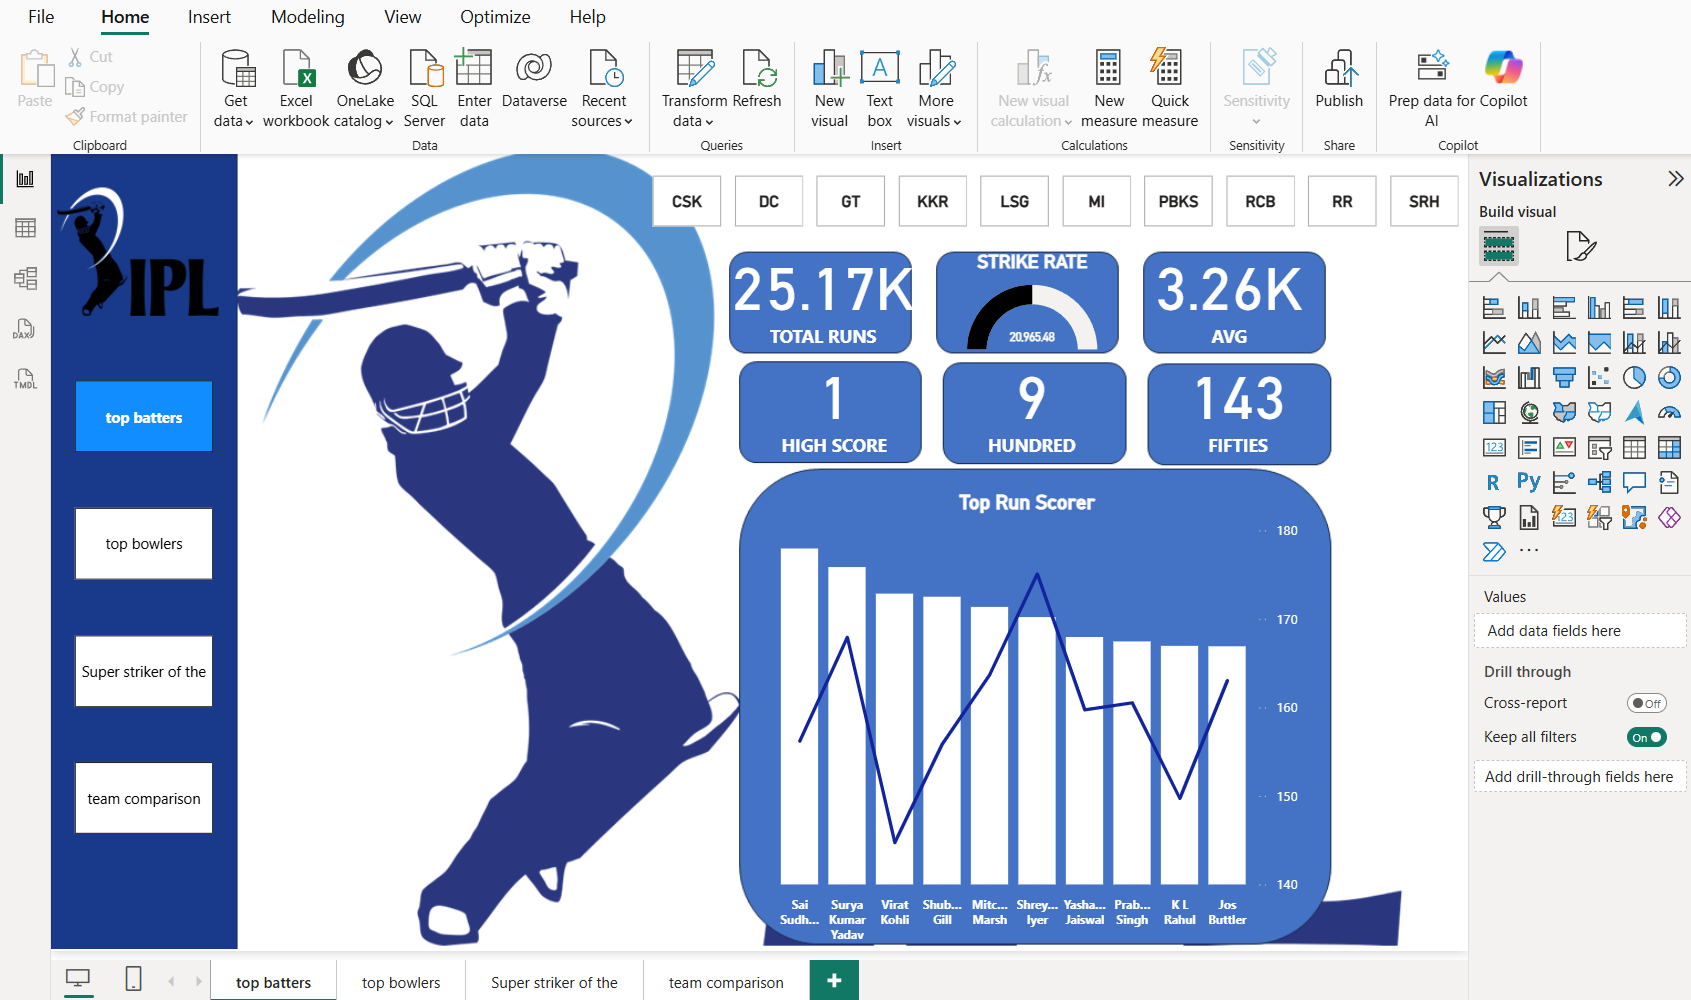 File Home Insert Modeling View Optimize Help
Paste
Cut
Copy
Format painter
Clipboard
Get data
Excel workbook
OneLake catalog
SQL Server
Enter data
Dataverse
Recent sources
Data
Transform data
Refresh
Queries
New visual
Text box
More visuals
Insert
New visual calculation
New measure
Quick measure
Calculations
Sensitivity
Sensitivity
Publish
Share
Prep data for AI
Copilot
Copilot
DAX
TMDL
IPL
top batters
top bowlers
Super striker of the
team comparison
CSK DC GT KKR LSG MI PBKS RCB RR SRH
25.17K
TOTAL RUNS
STRIKE RATE
20,965.48
3.26K
AVG
1
HIGH SCORE
9
HUNDRED
143
FIFTIES
Top Run Scorer
180
170
160
150
140
Sai Sudh...
Surya Kumar Yadav
Virat Kohli
Shub... Gill
Mitc... Marsh
Shrey... Iyer
Yasha... Jaiswal
Prab... Singh
K L Rahul
Jos Buttler
Visualizations
Build visual
123
R Py
123
Values
Add data fields here
Drill through
Cross-report Off
Keep all filters On
Add drill-through fields here
top batters top bowlers Super striker of the team comparison